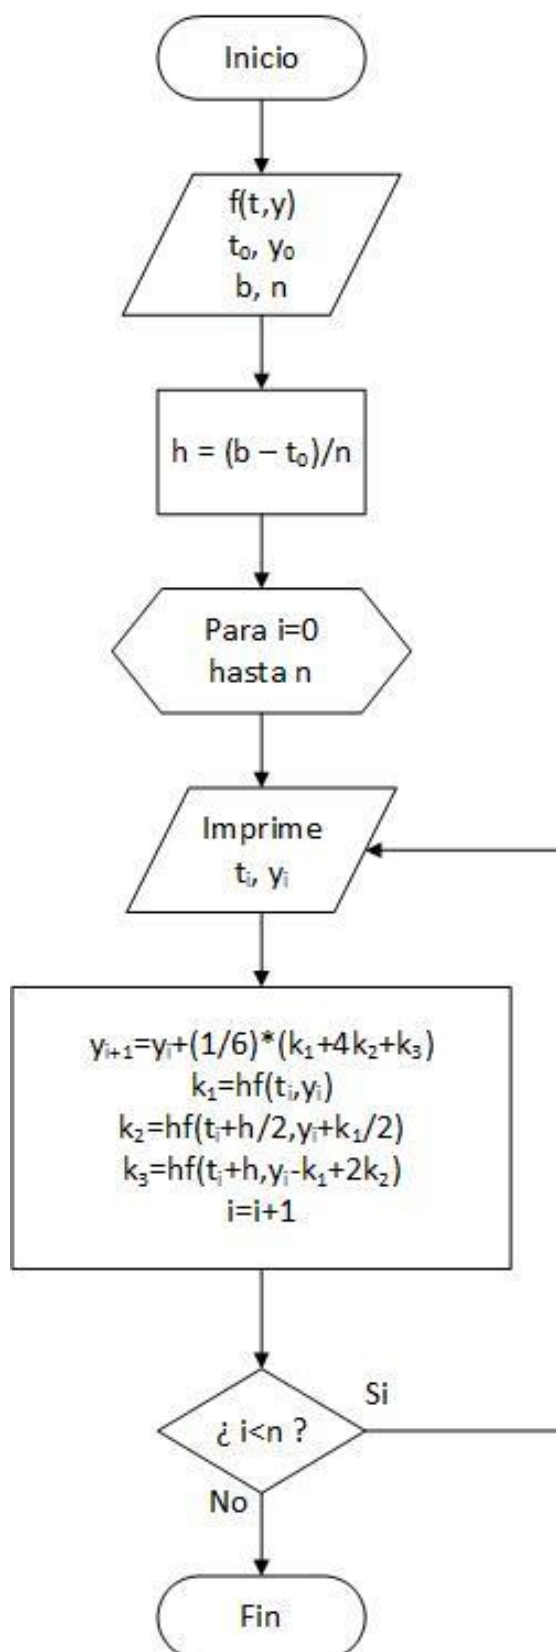 Inicio
f(t,y)
t₀, y₀
b, n
h = (b – t₀)/n
Para i=0
hasta n
Imprime
tᵢ, yᵢ
yᵢ₊₁=yᵢ+(1/6)*(k₁+4k₂+k₃)
k₁=hf(tᵢ,yᵢ)
k₂=hf(tᵢ+h/2,yᵢ+k₁/2)
k₃=hf(tᵢ+h,yᵢ-k₁+2k₂)
i=i+1
¿ i<n ?
Si
No
Fin